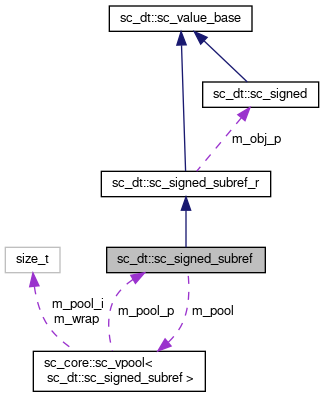 sc_dt::sc_value_base
sc_dt::sc_signed
m_obj_p
sc_dt::sc_signed_subref_r
size_t
sc_dt::sc_signed_subref
m_pool_i
m_wrap
m_pool_p
m_pool
sc_core::sc_vpool<
sc_dt::sc_signed_subref >